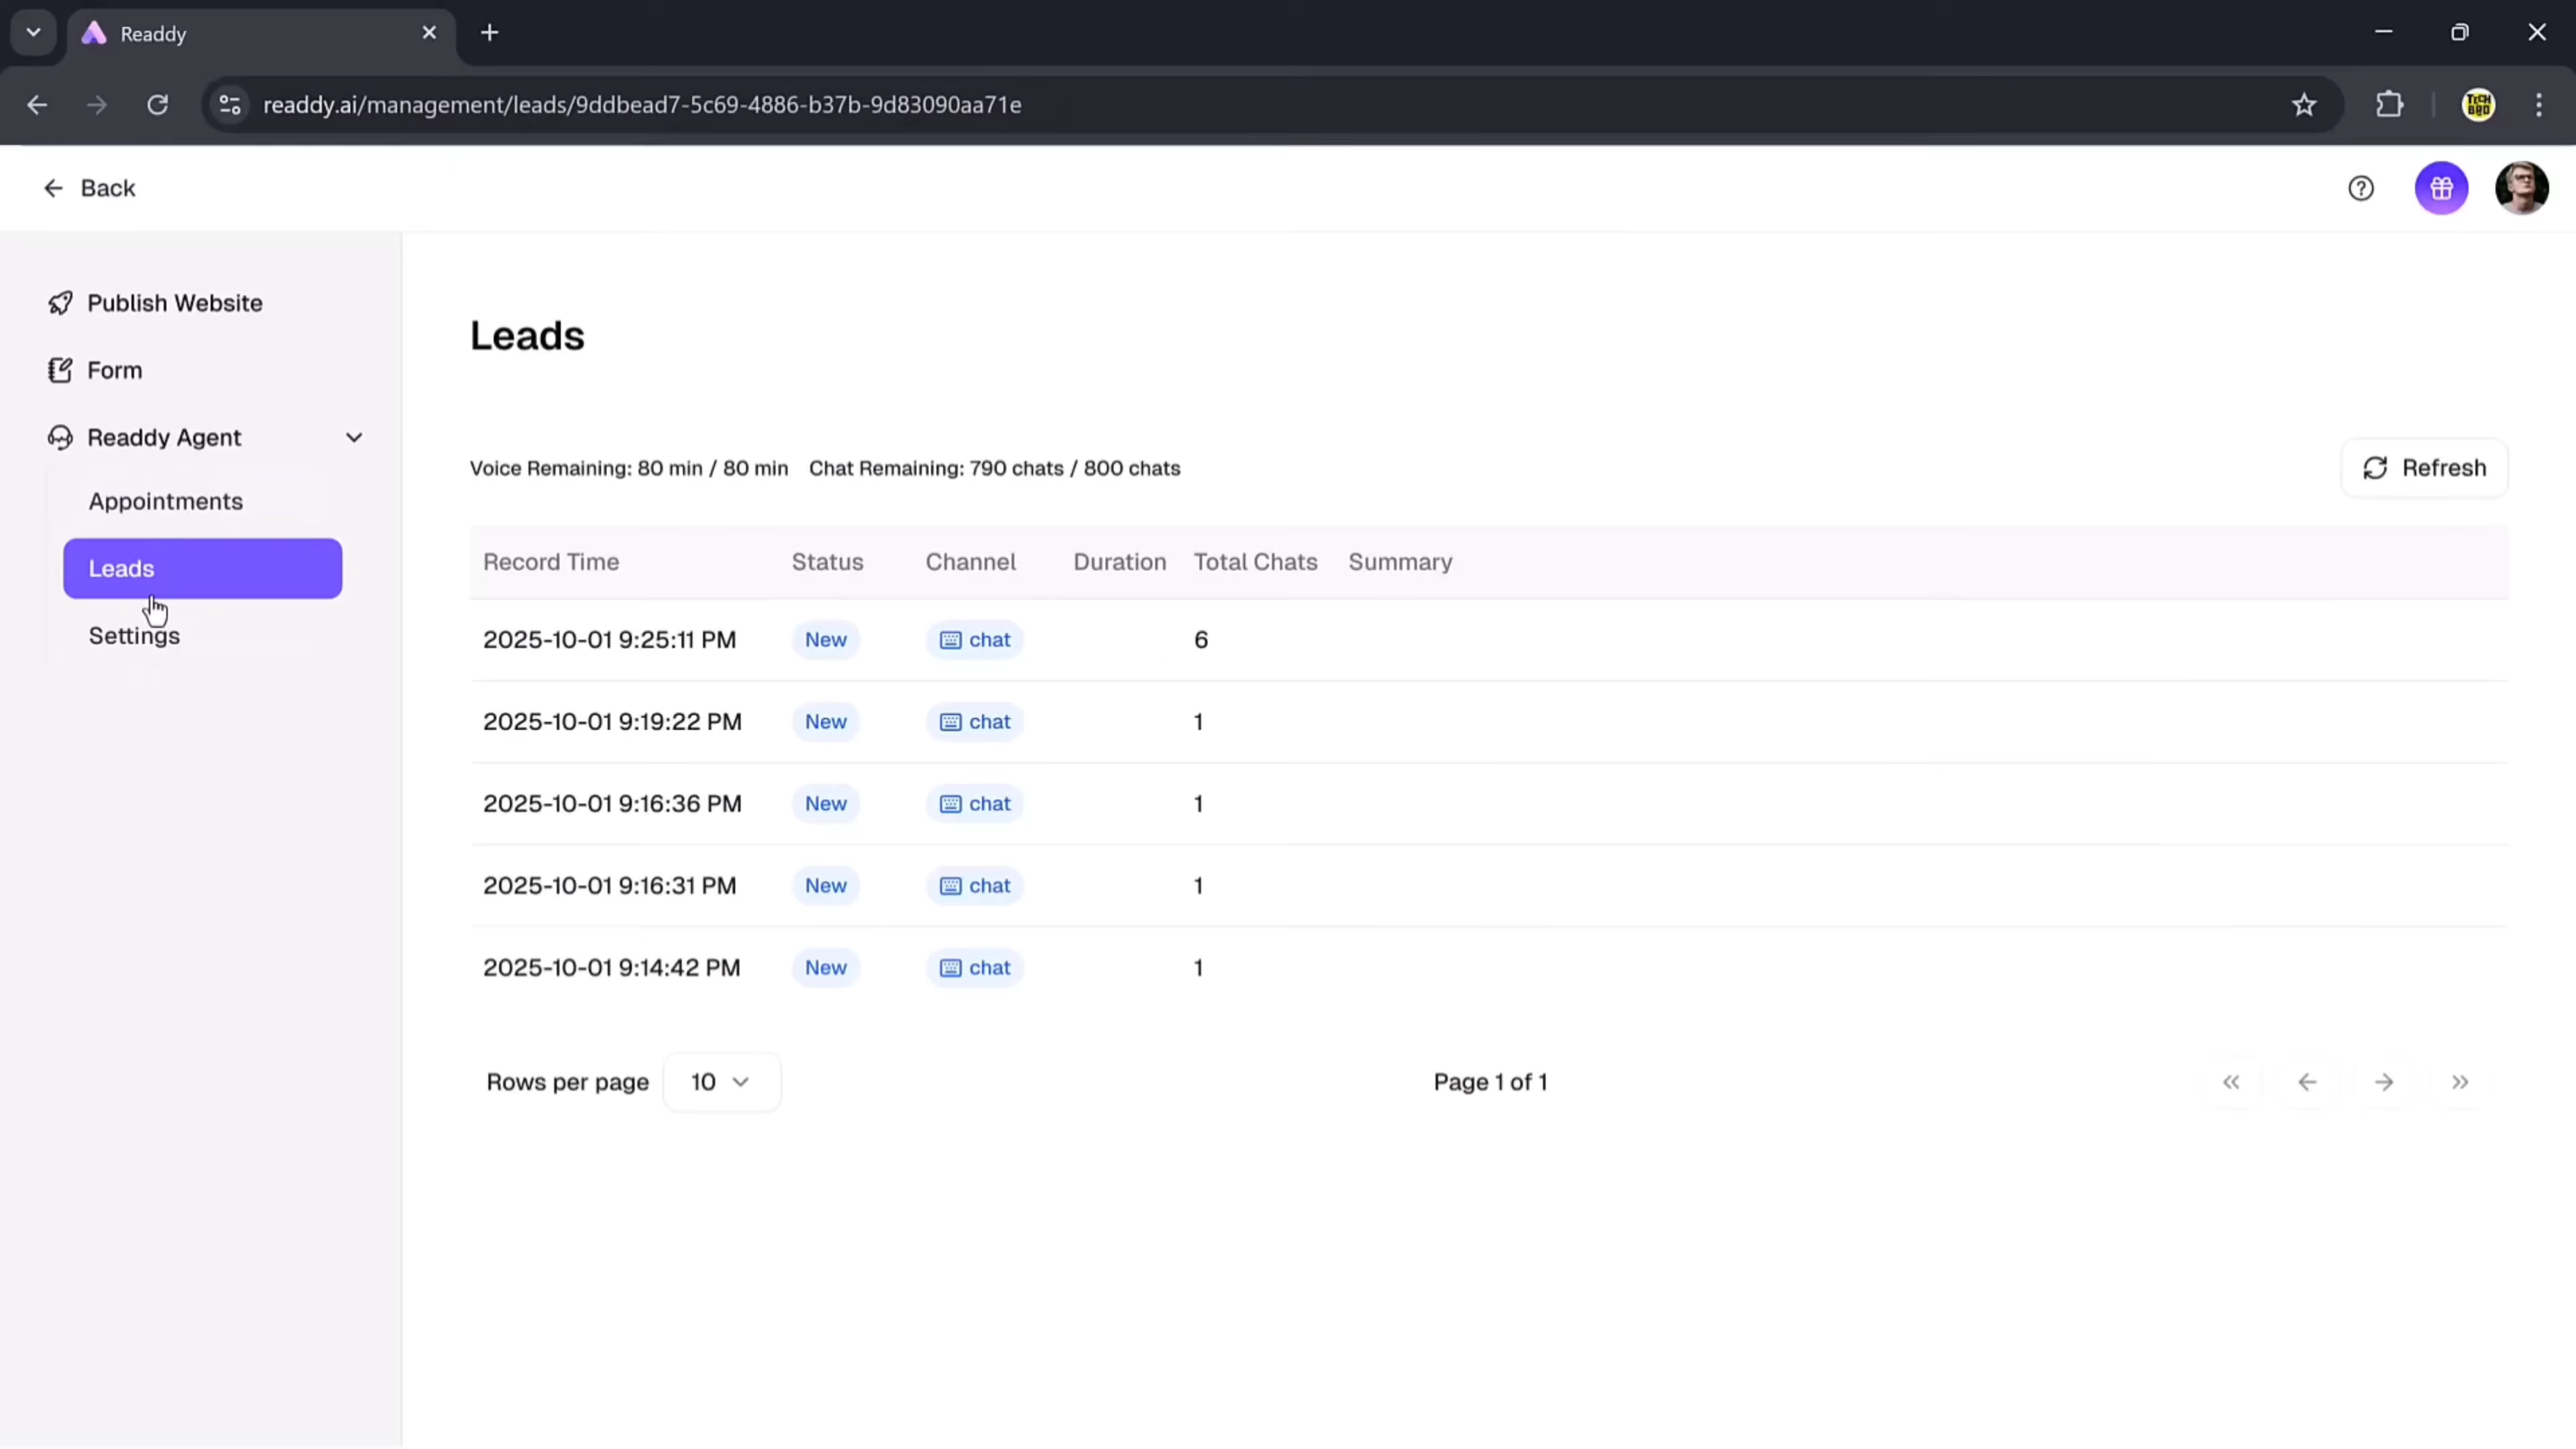 Readdy
readdy.ai/management/leads/9ddbead7-5c69-4886-b37b-9d83090aa71e
TECH
BRO
Back
Publish Website
Form
Readdy Agent
Appointments
Leads
Settings
Leads
Voice Remaining: 80 min / 80 min Chat Remaining: 790 chats / 800 chats
Refresh
Record Time Status Channel Duration Total Chats Summary
2025-10-01 9:25:11 PM New chat 6
2025-10-01 9:19:22 PM New chat 1
2025-10-01 9:16:36 PM New chat 1
2025-10-01 9:16:31 PM New chat 1
2025-10-01 9:14:42 PM New chat 1
Rows per page 10 Page 1 of 1